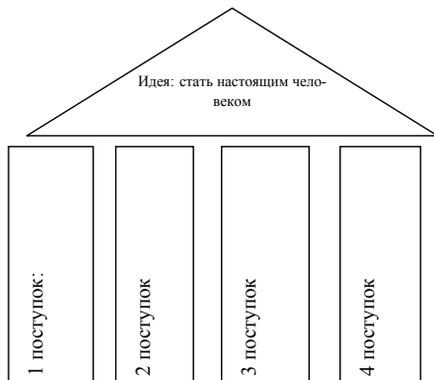 Идея: стать настоящим чело-
веком
1 поступок:
2 поступок
3 поступок
4 поступок